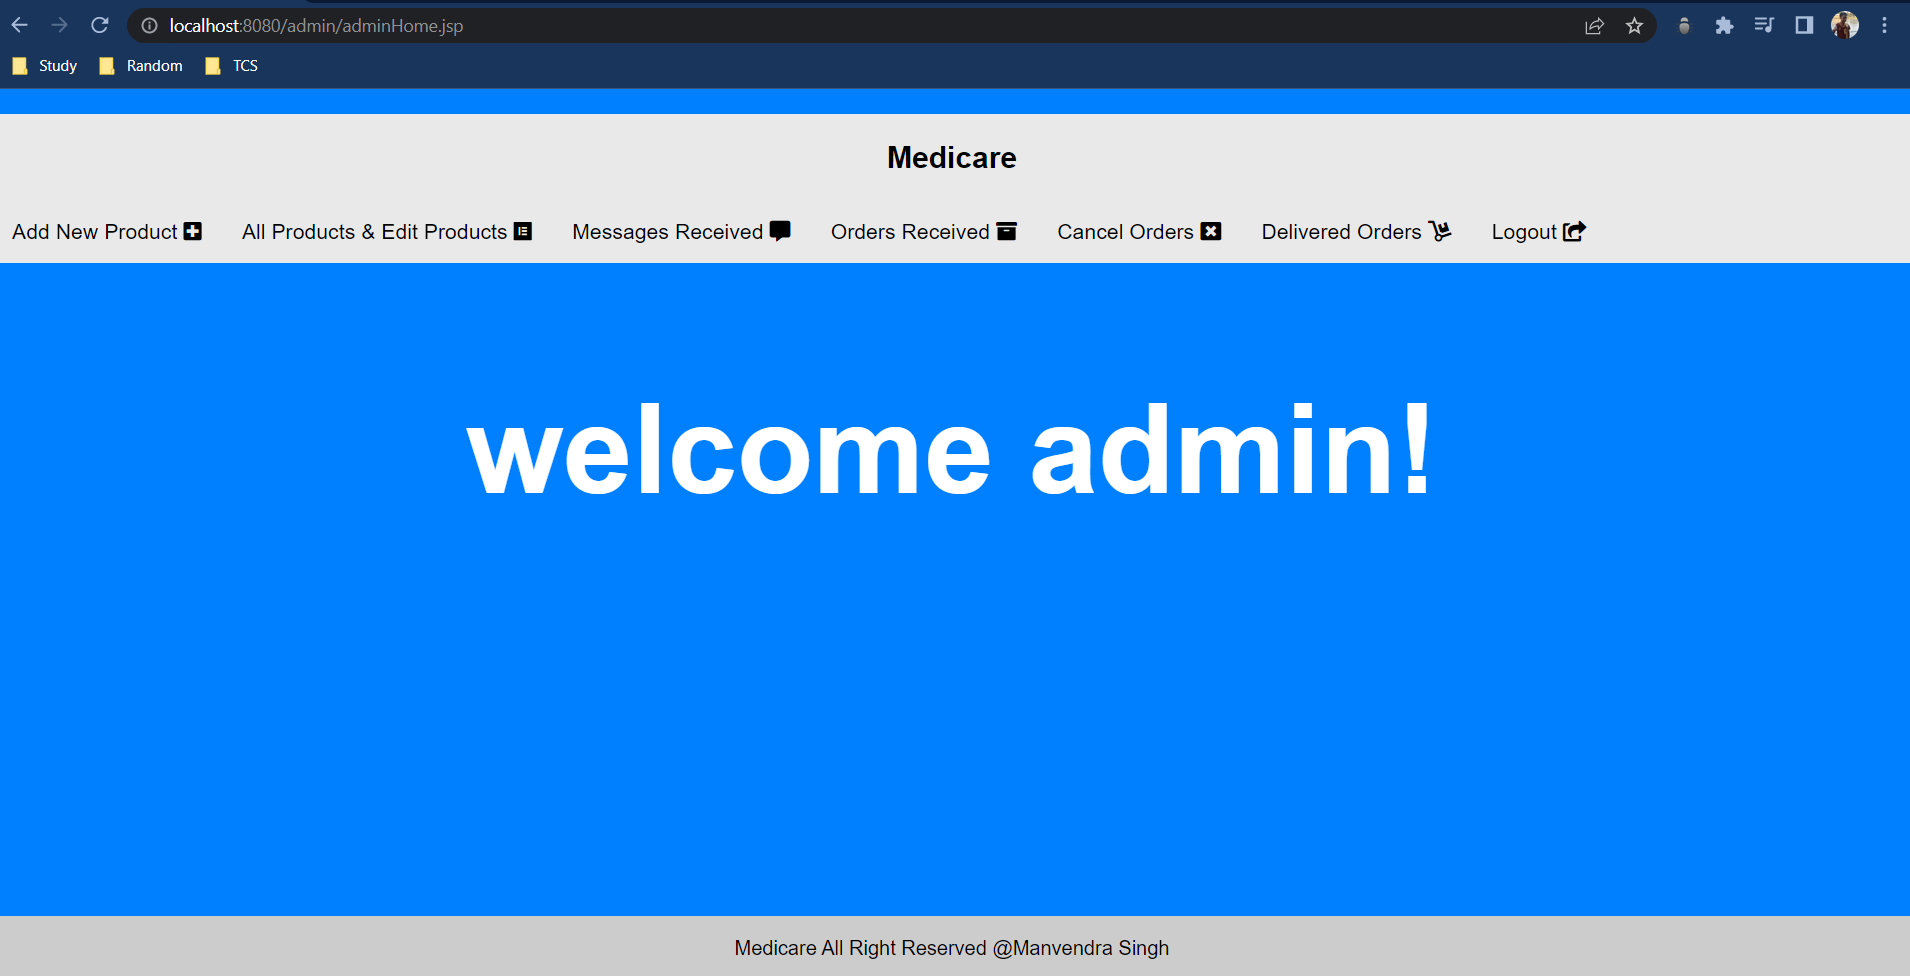 localhost:8080/admin/adminHome.jsp
Study Random TCS
Medicare
Add New Product All Products & Edit Products Messages Received Orders Received Cancel Orders Delivered Orders Logout
welcome admin!
Medicare All Right Reserved @Manvendra Singh